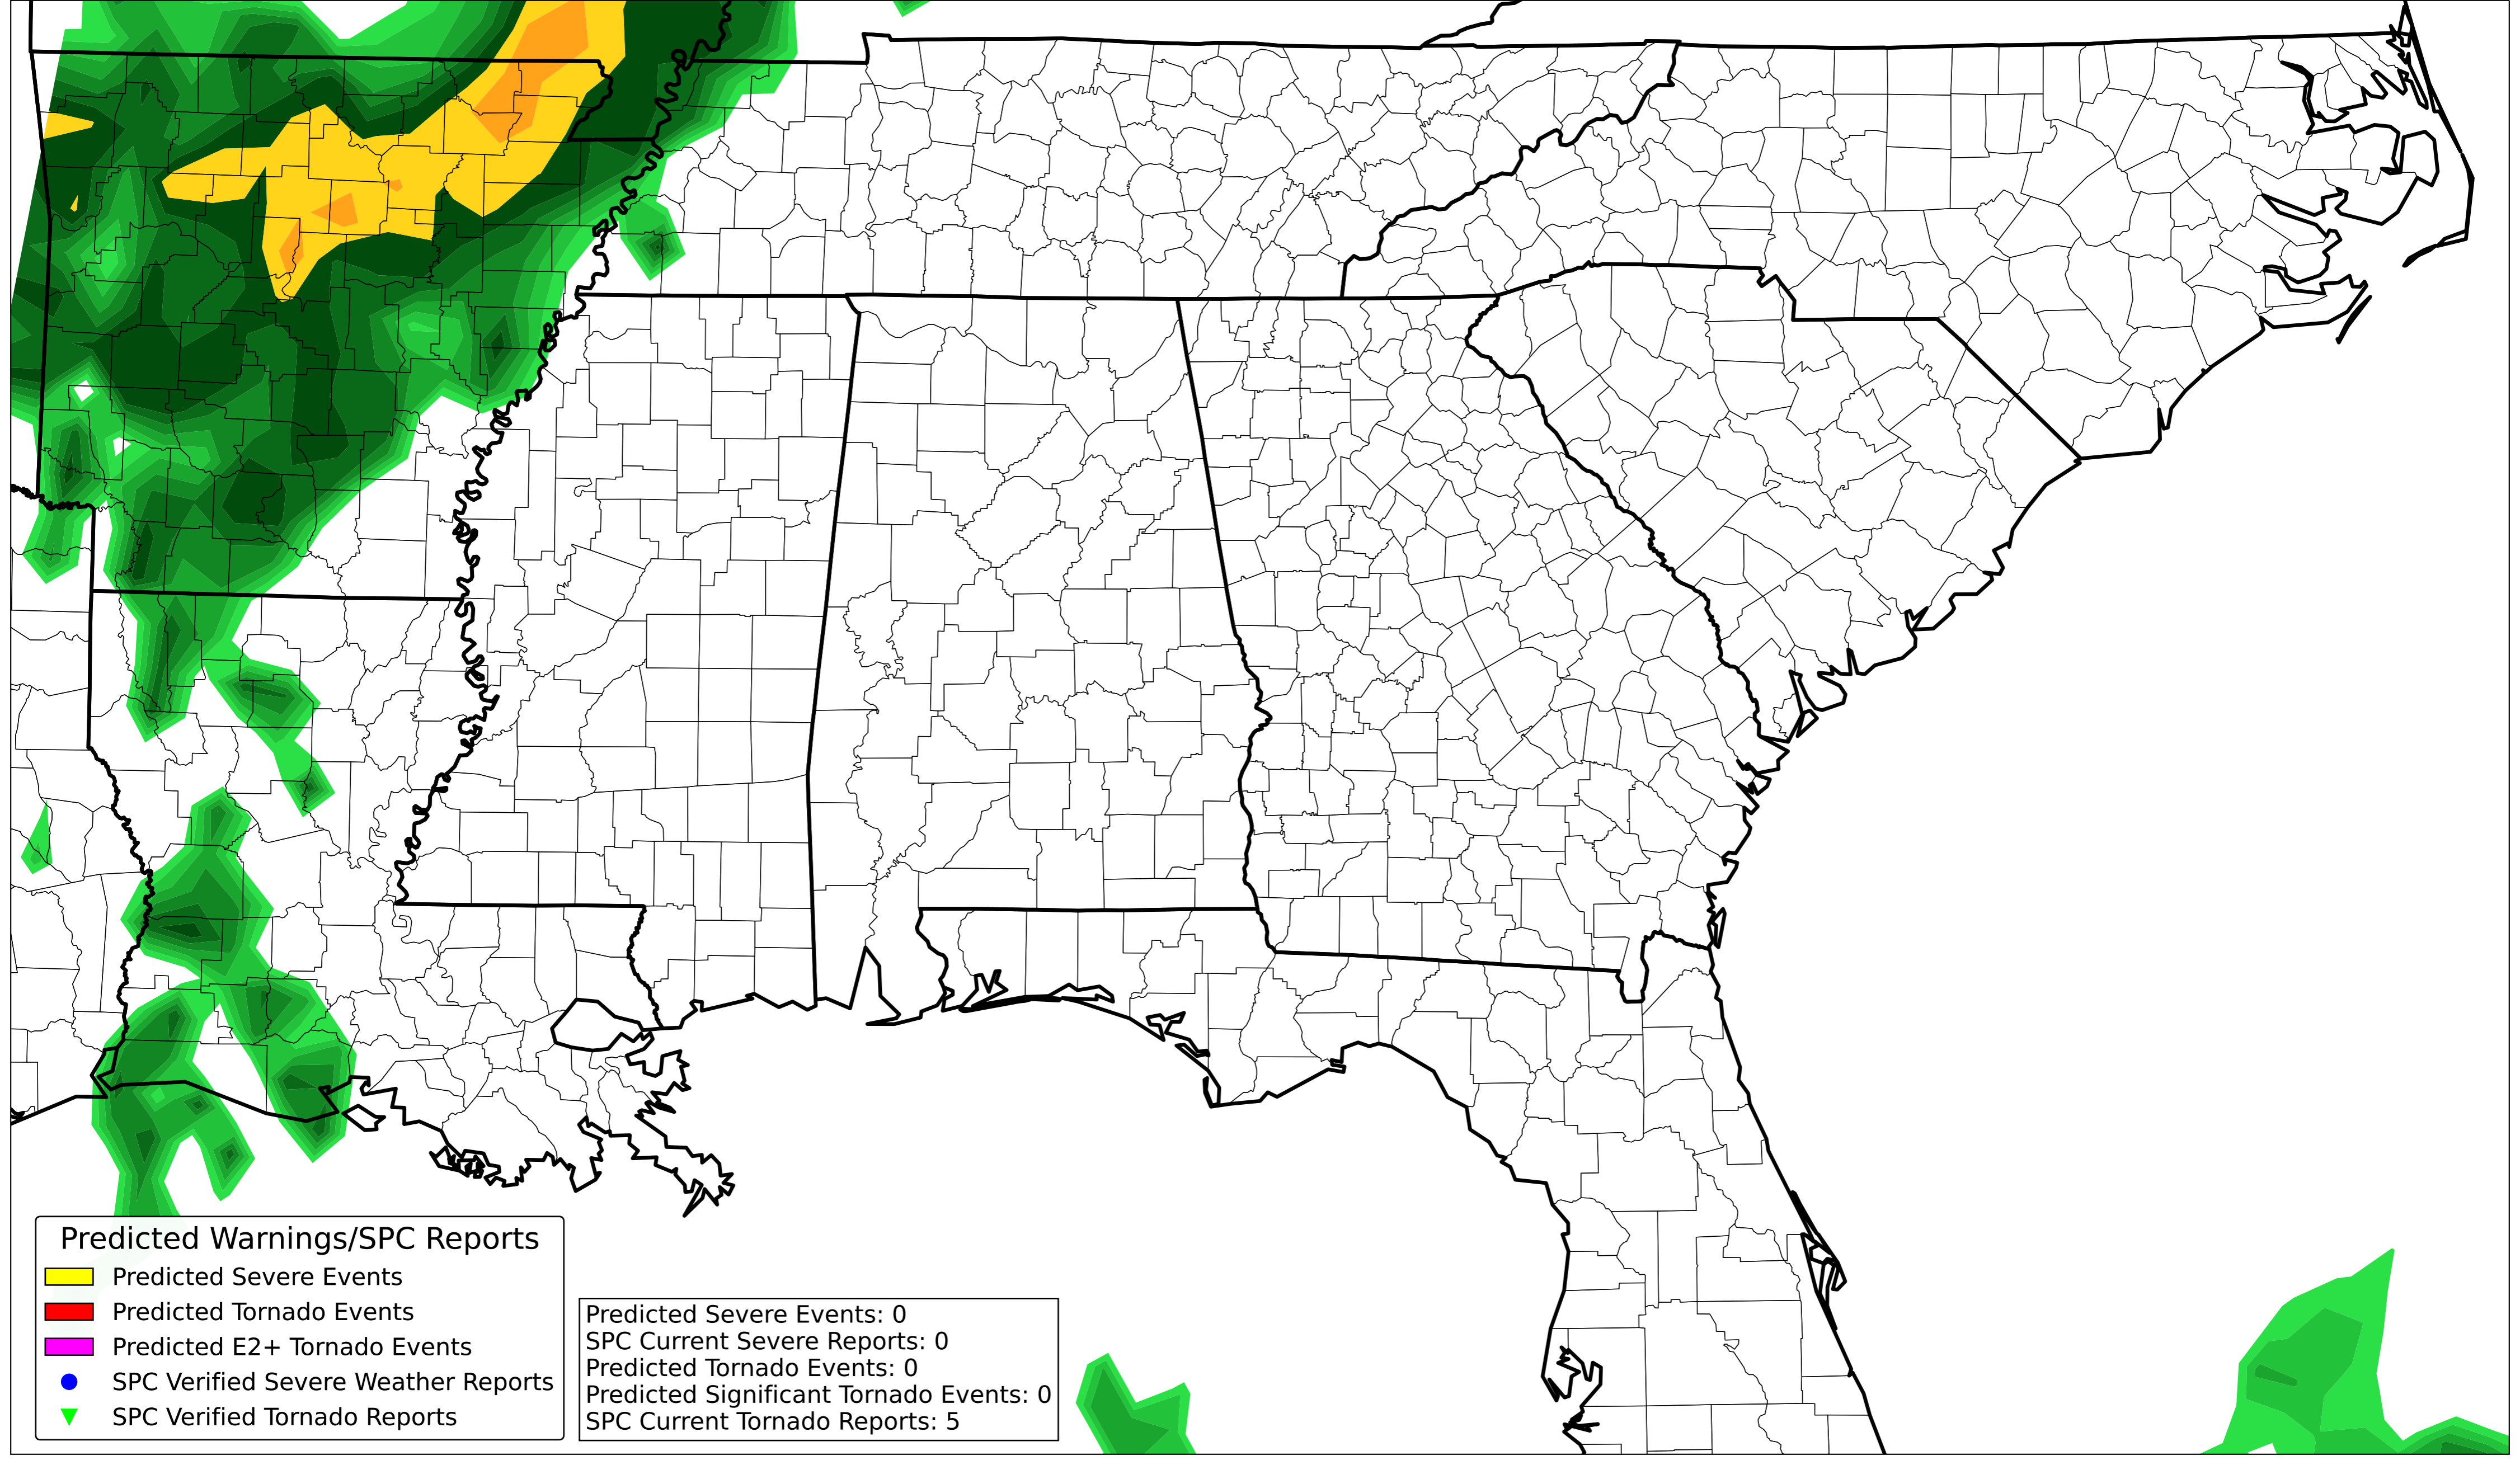 Predicted Warnings/SPC Reports
Predicted Severe Events
Predicted Tornado Events
Predicted E2+ Tornado Events
SPC Verified Severe Weather Reports
SPC Verified Tornado Reports
Predicted Severe Events: 0
SPC Current Severe Reports: 0
Predicted Tornado Events: 0
Predicted Significant Tornado Events: 0
SPC Current Tornado Reports: 5